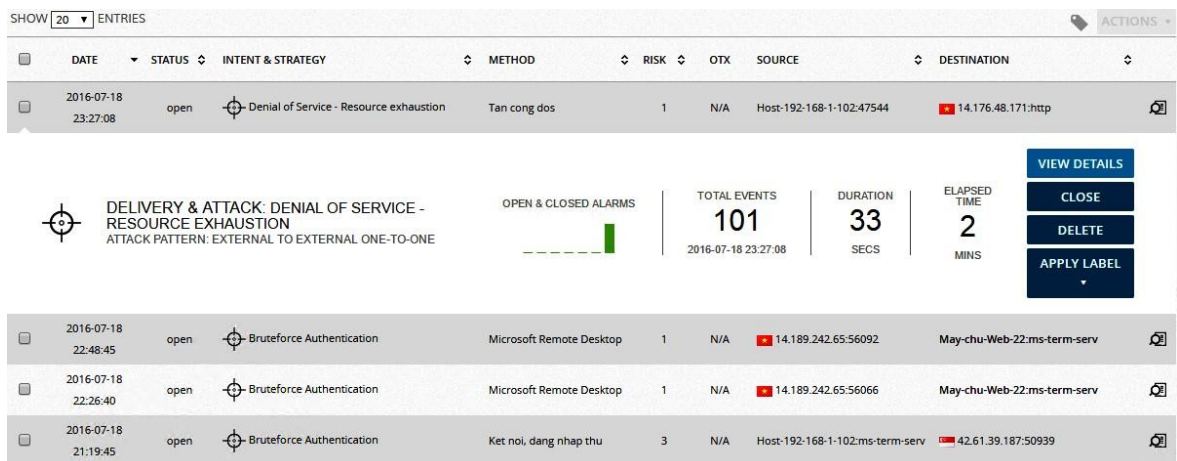 SHOW 20 ENTRIES
ACTIONS
DATE STATUS INTENT & STRATEGY METHOD RISK OTX SOURCE DESTINATION
2016-07-18
23:27:08
open Denial of Service - Resource exhaustion Tan cong dos 1 N/A Host-192-168-1-102:47544 14.176.48.171:http
DELIVERY & ATTACK: DENIAL OF SERVICE -
RESOURCE EXHAUSTION
ATTACK PATTERN: EXTERNAL TO EXTERNAL ONE-TO-ONE
OPEN & CLOSED ALARMS
TOTAL EVENTS
101
2016-07-18 23:27:08
DURATION
33
SECS
ELAPSED
TIME
2
MINS
VIEW DETAILS
CLOSE
DELETE
APPLY LABEL
2016-07-18
22:48:45
open Bruteforce Authentication Microsoft Remote Desktop 1 N/A 14.189.242.65:56092 May-chu-Web-22:ms-term-serv
2016-07-18
22:26:40
open Bruteforce Authentication Microsoft Remote Desktop 1 N/A 14.189.242.65:56066 May-chu-Web-22:ms-term-serv
2016-07-18
21:19:45
open Bruteforce Authentication Ket noi, dang nhap thu 3 N/A Host-192-168-1-102:ms-term-serv 42.61.39.187:50939